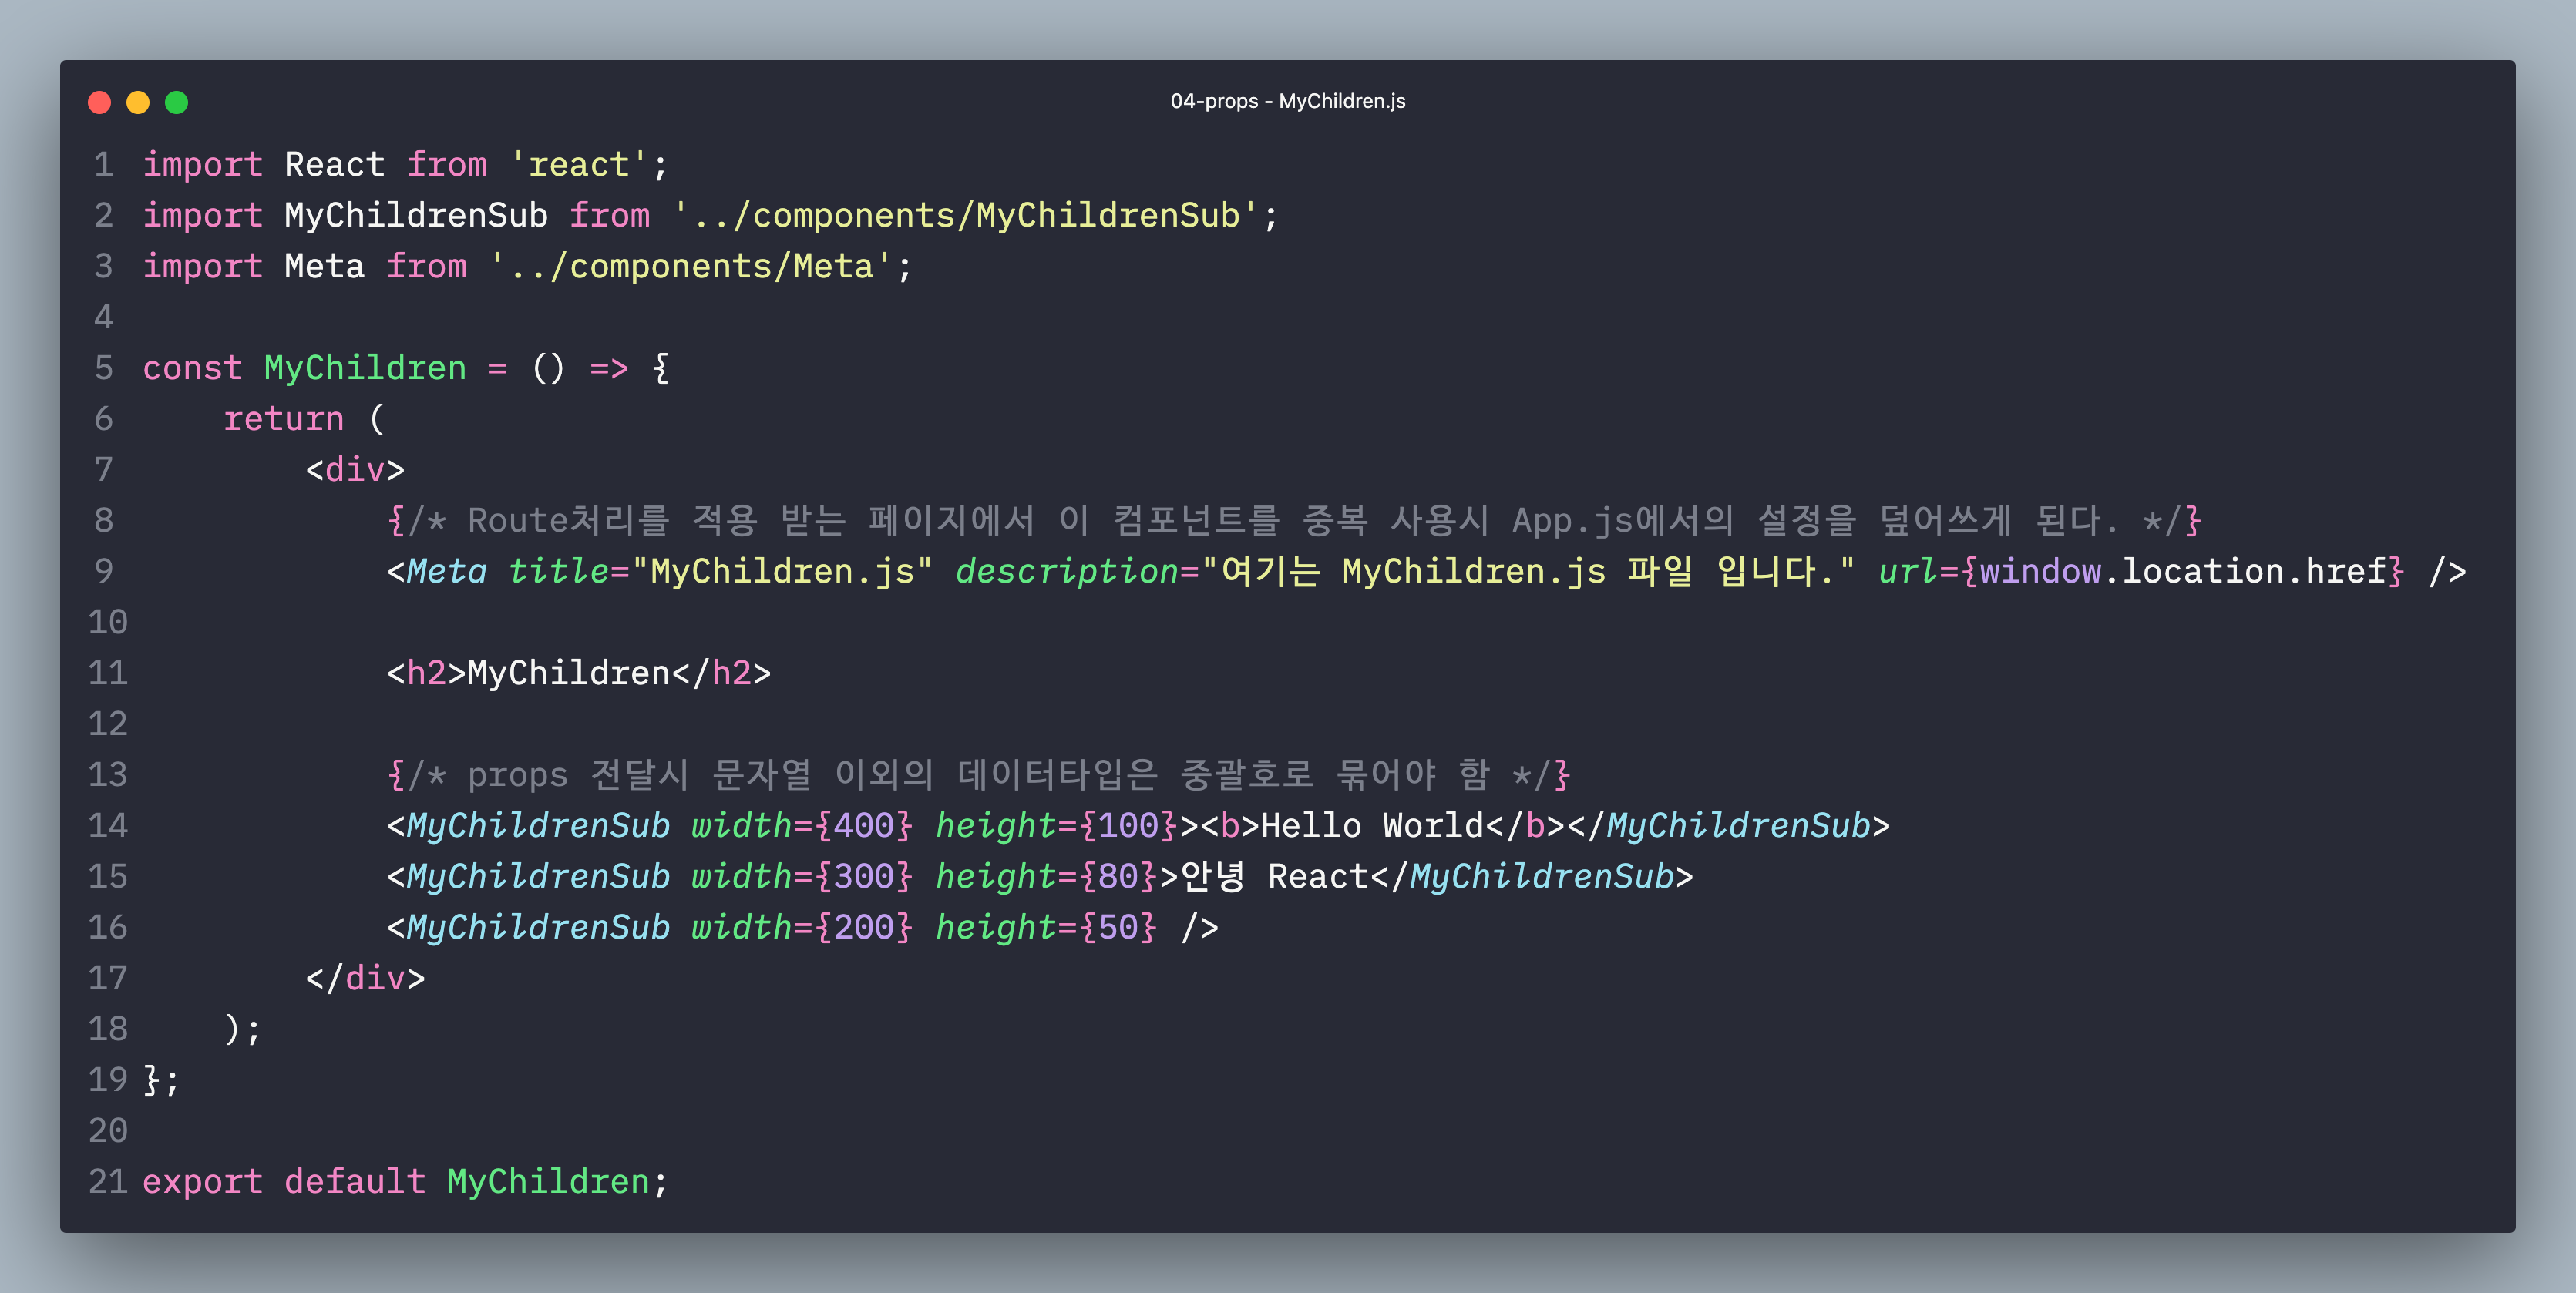 04-props - MyChildren.js
1 import React from 'react';
2 import MyChildrenSub from '../components/MyChildrenSub';
3 import Meta from '../components/Meta';
4
5 const MyChildren = () => {
6     return (
7         <div>
8             {/* Route처리를 적용 받는 페이지에서 이 컴포넌트를 중복 사용시 App.js에서의 설정을 덮어쓰게 된다. */}
9             <Meta title="MyChildren.js" description="여기는 MyChildren.js 파일 입니다." url={window.location.href} />
10
11             <h2>MyChildren</h2>
12
13             {/* props 전달시 문자열 이외의 데이터타입은 중괄호로 묶어야 함 */}
14             <MyChildrenSub width={400} height={100}><b>Hello World</b></MyChildrenSub>
15             <MyChildrenSub width={300} height={80}>안녕 React</MyChildrenSub>
16             <MyChildrenSub width={200} height={50} />
17         </div>
18     );
19 };
20
21 export default MyChildren;